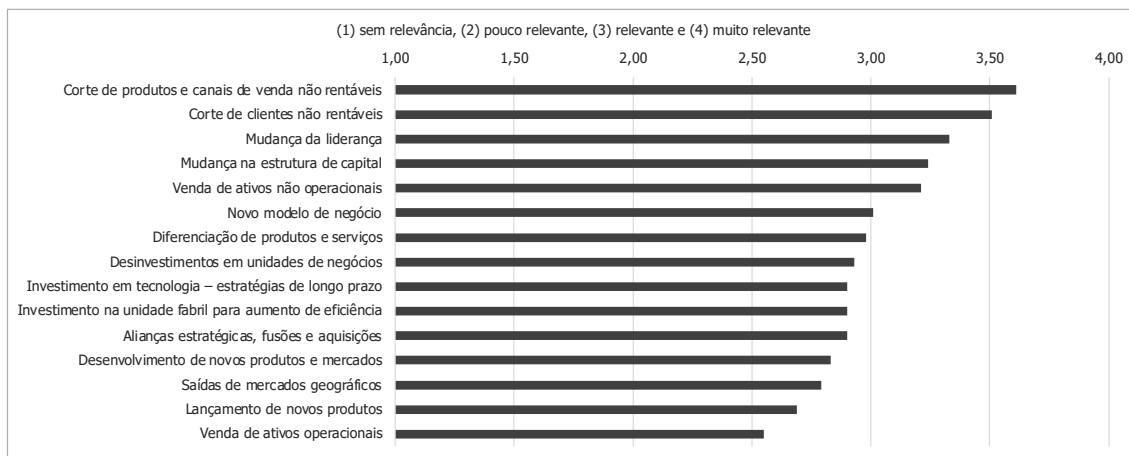 (1) sem relevância, (2) pouco relevante, (3) relevante e (4) muito relevante
1,00 1,50 2,00 2,50 3,00 3,50 4,00
Corte de produtos e canais de venda não rentáveis
Corte de clientes não rentáveis
Mudança da liderança
Mudança na estrutura de capital
Venda de ativos não operacionais
Novo modelo de negócio
Diferenciação de produtos e serviços
Desinvestimentos em unidades de negócios
Investimento em tecnologia – estratégias de longo prazo
Investimento na unidade fabril para aumento de eficiência
Alianças estratégicas, fusões e aquisições
Desenvolvimento de novos produtos e mercados
Saídas de mercados geográficos
Lançamento de novos produtos
Venda de ativos operacionais